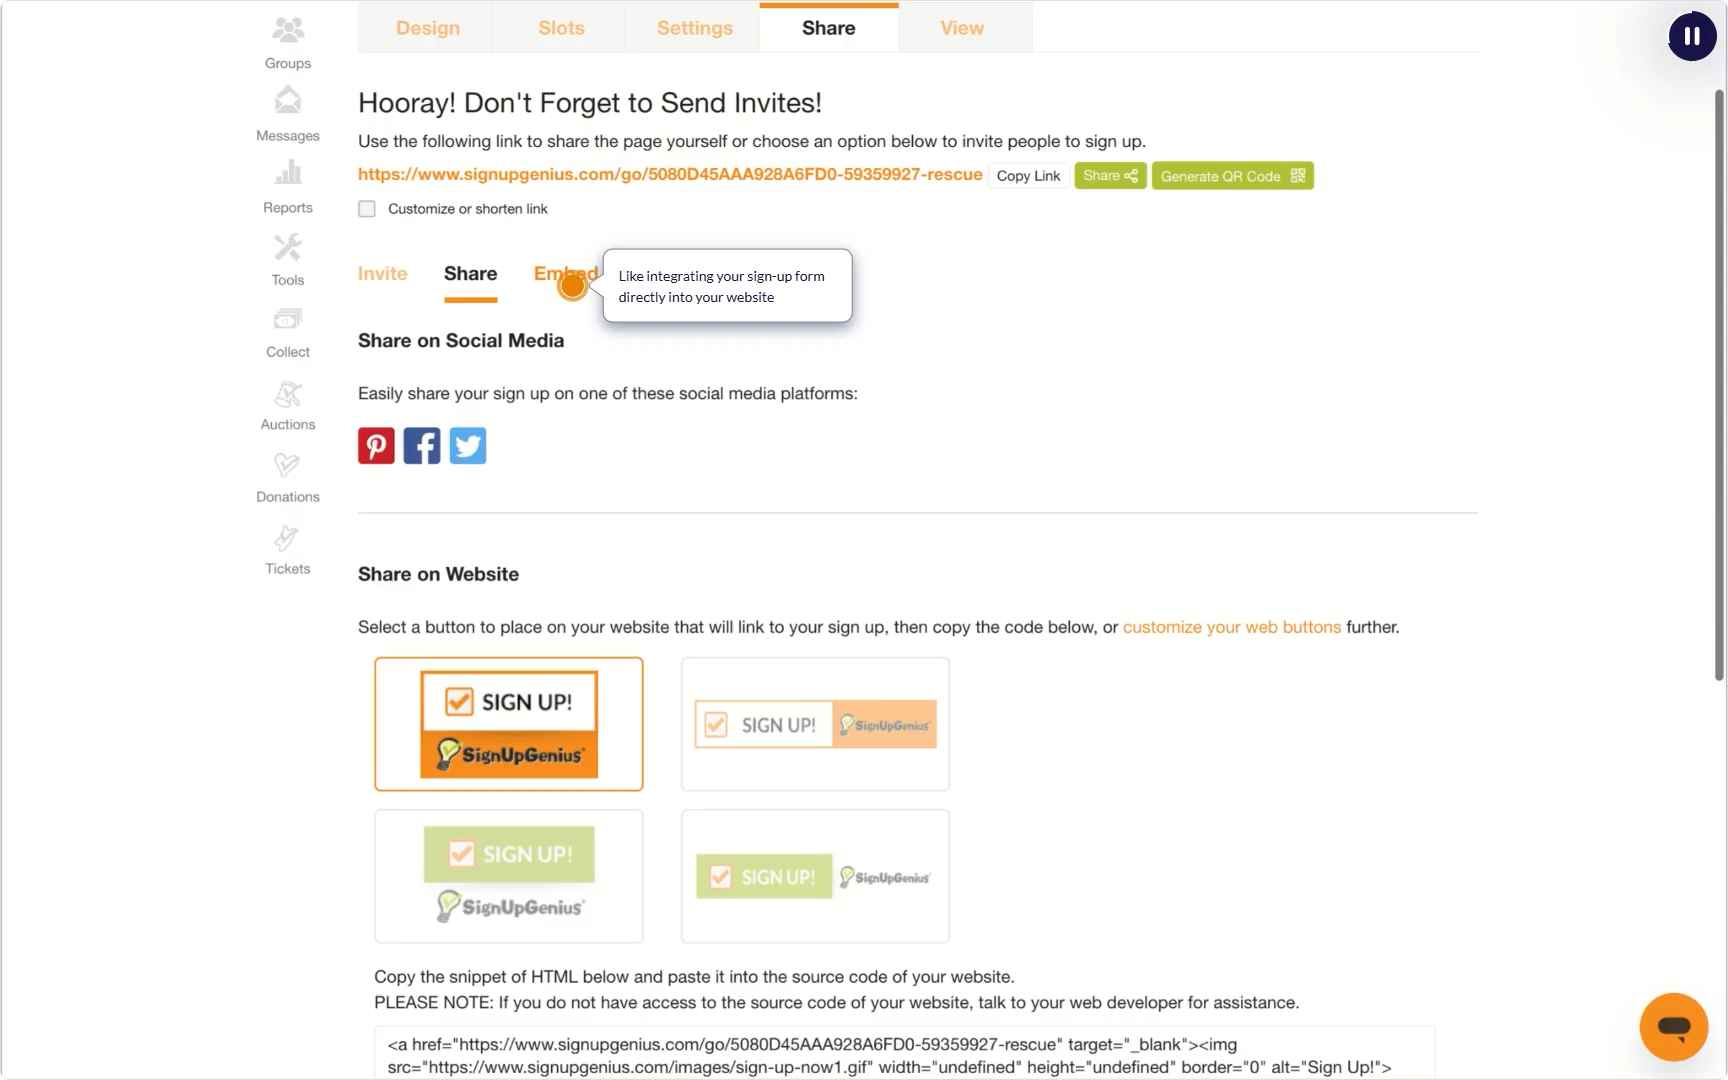 Design
Slots
Settings
Share
View
Groups
Messages
Reports
Tools
Collect
Auctions
Donations
Tickets
Hooray! Don't Forget to Send Invites!
Use the following link to share the page yourself or choose an option below to invite people to sign up.
https://www.signupgenius.com/go/5080D45AAA928A6FD0-59359927-rescue
Copy Link
Share
Generate QR Code
Customize or shorten link
Invite
Share
Embed
Like integrating your sign-up form
directly into your website
Share on Social Media
Easily share your sign up on one of these social media platforms:
Share on Website
Select a button to place on your website that will link to your sign up, then copy the code below, or customize your web buttons further.
SIGN UP!
SignUpGenius
SIGN UP!
SignUpGenius
SIGN UP!
SignUpGenius
SIGN UP!
SignUpGenius
Copy the snippet of HTML below and paste it into the source code of your website.
PLEASE NOTE: If you do not have access to the source code of your website, talk to your web developer for assistance.
<a href="https://www.signupgenius.com/go/5080D45AAA928A6FD0-59359927-rescue" target="_blank"><img
src="https://www.signupgenius.com/images/sign-up-now1.gif" width="undefined" height="undefined" border="0" alt="Sign Up!">